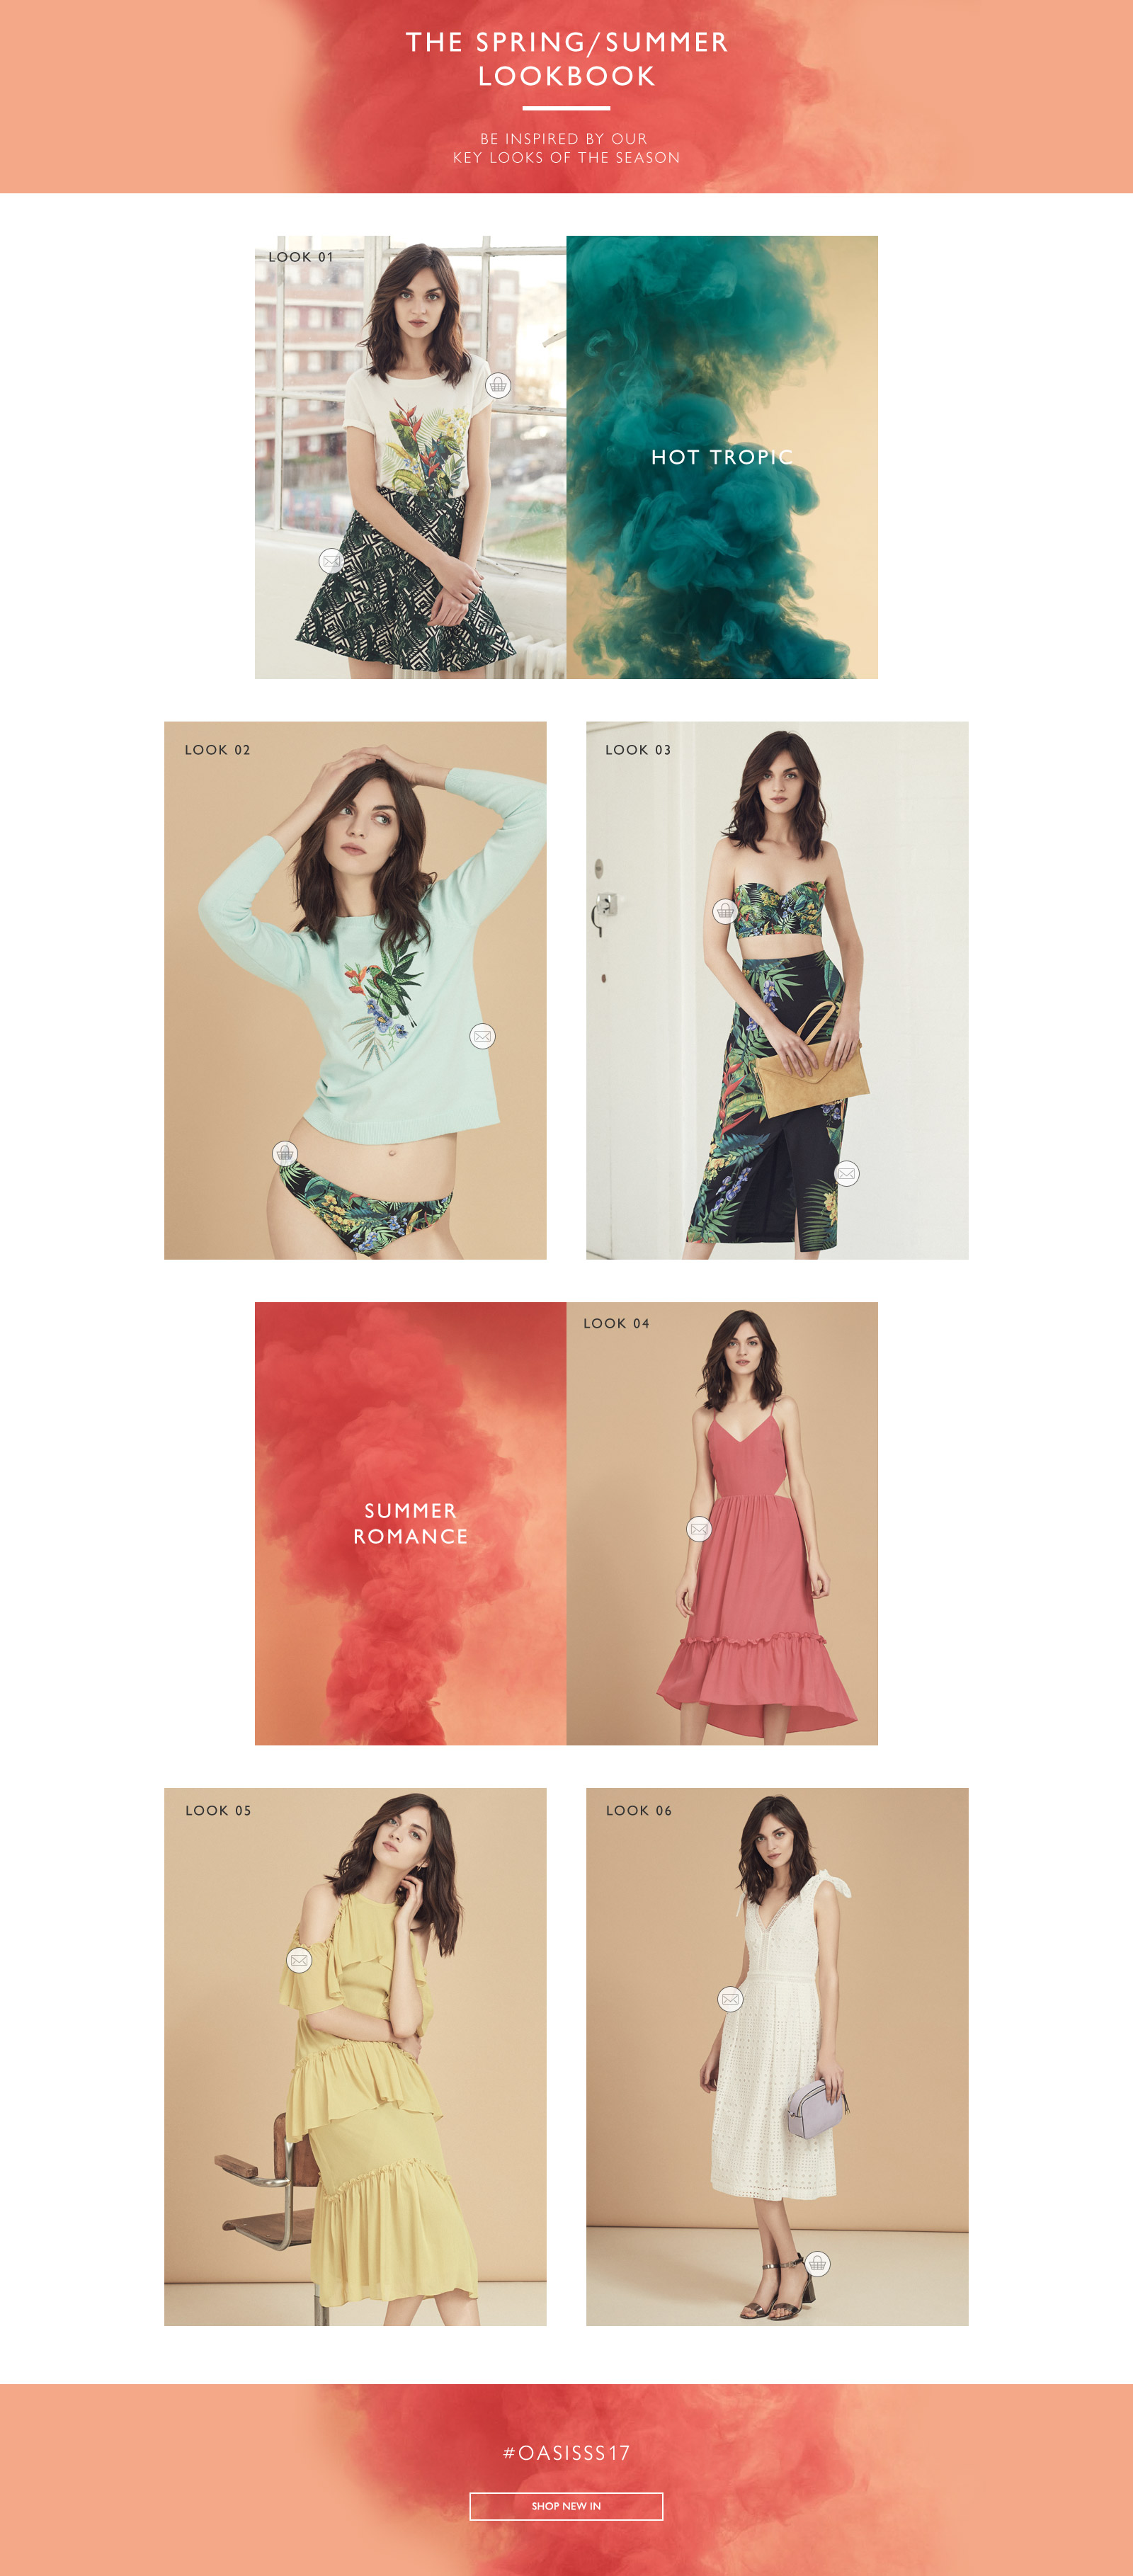 THE SPRING/SUMMER
LOOKBOOK
BE INSPIRED BY OUR
KEY LOOKS OF THE SEASON
LOOK 01
HOT TROPIC
LOOK 02
LOOK 03
SUMMER
ROMANCE
LOOK 04
LOOK 05
LOOK 06
#OASISSS17
SHOP NEW IN